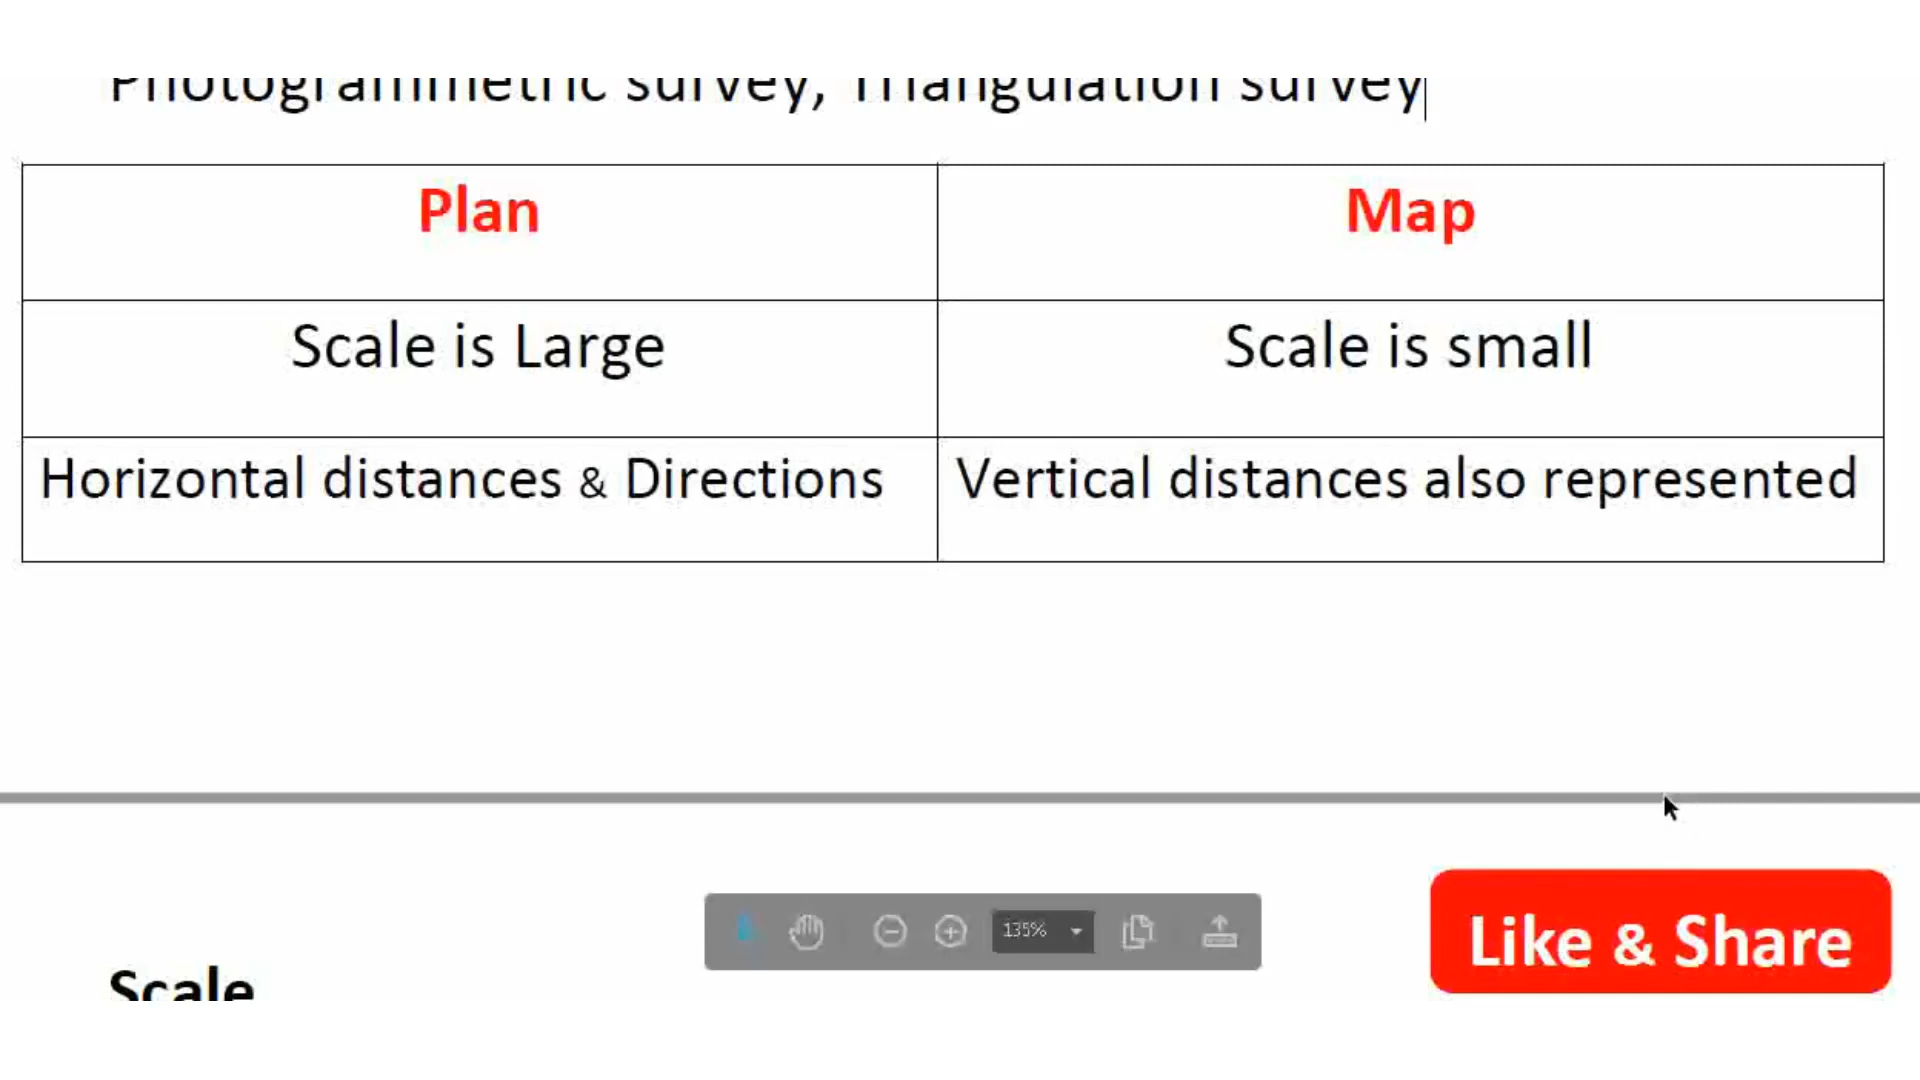 Photogrammetric survey, Triangulation survey
Plan
Map
Scale is Large
Scale is small
Horizontal distances & Directions
Vertical distances also represented
135%
Like & Share
Scale